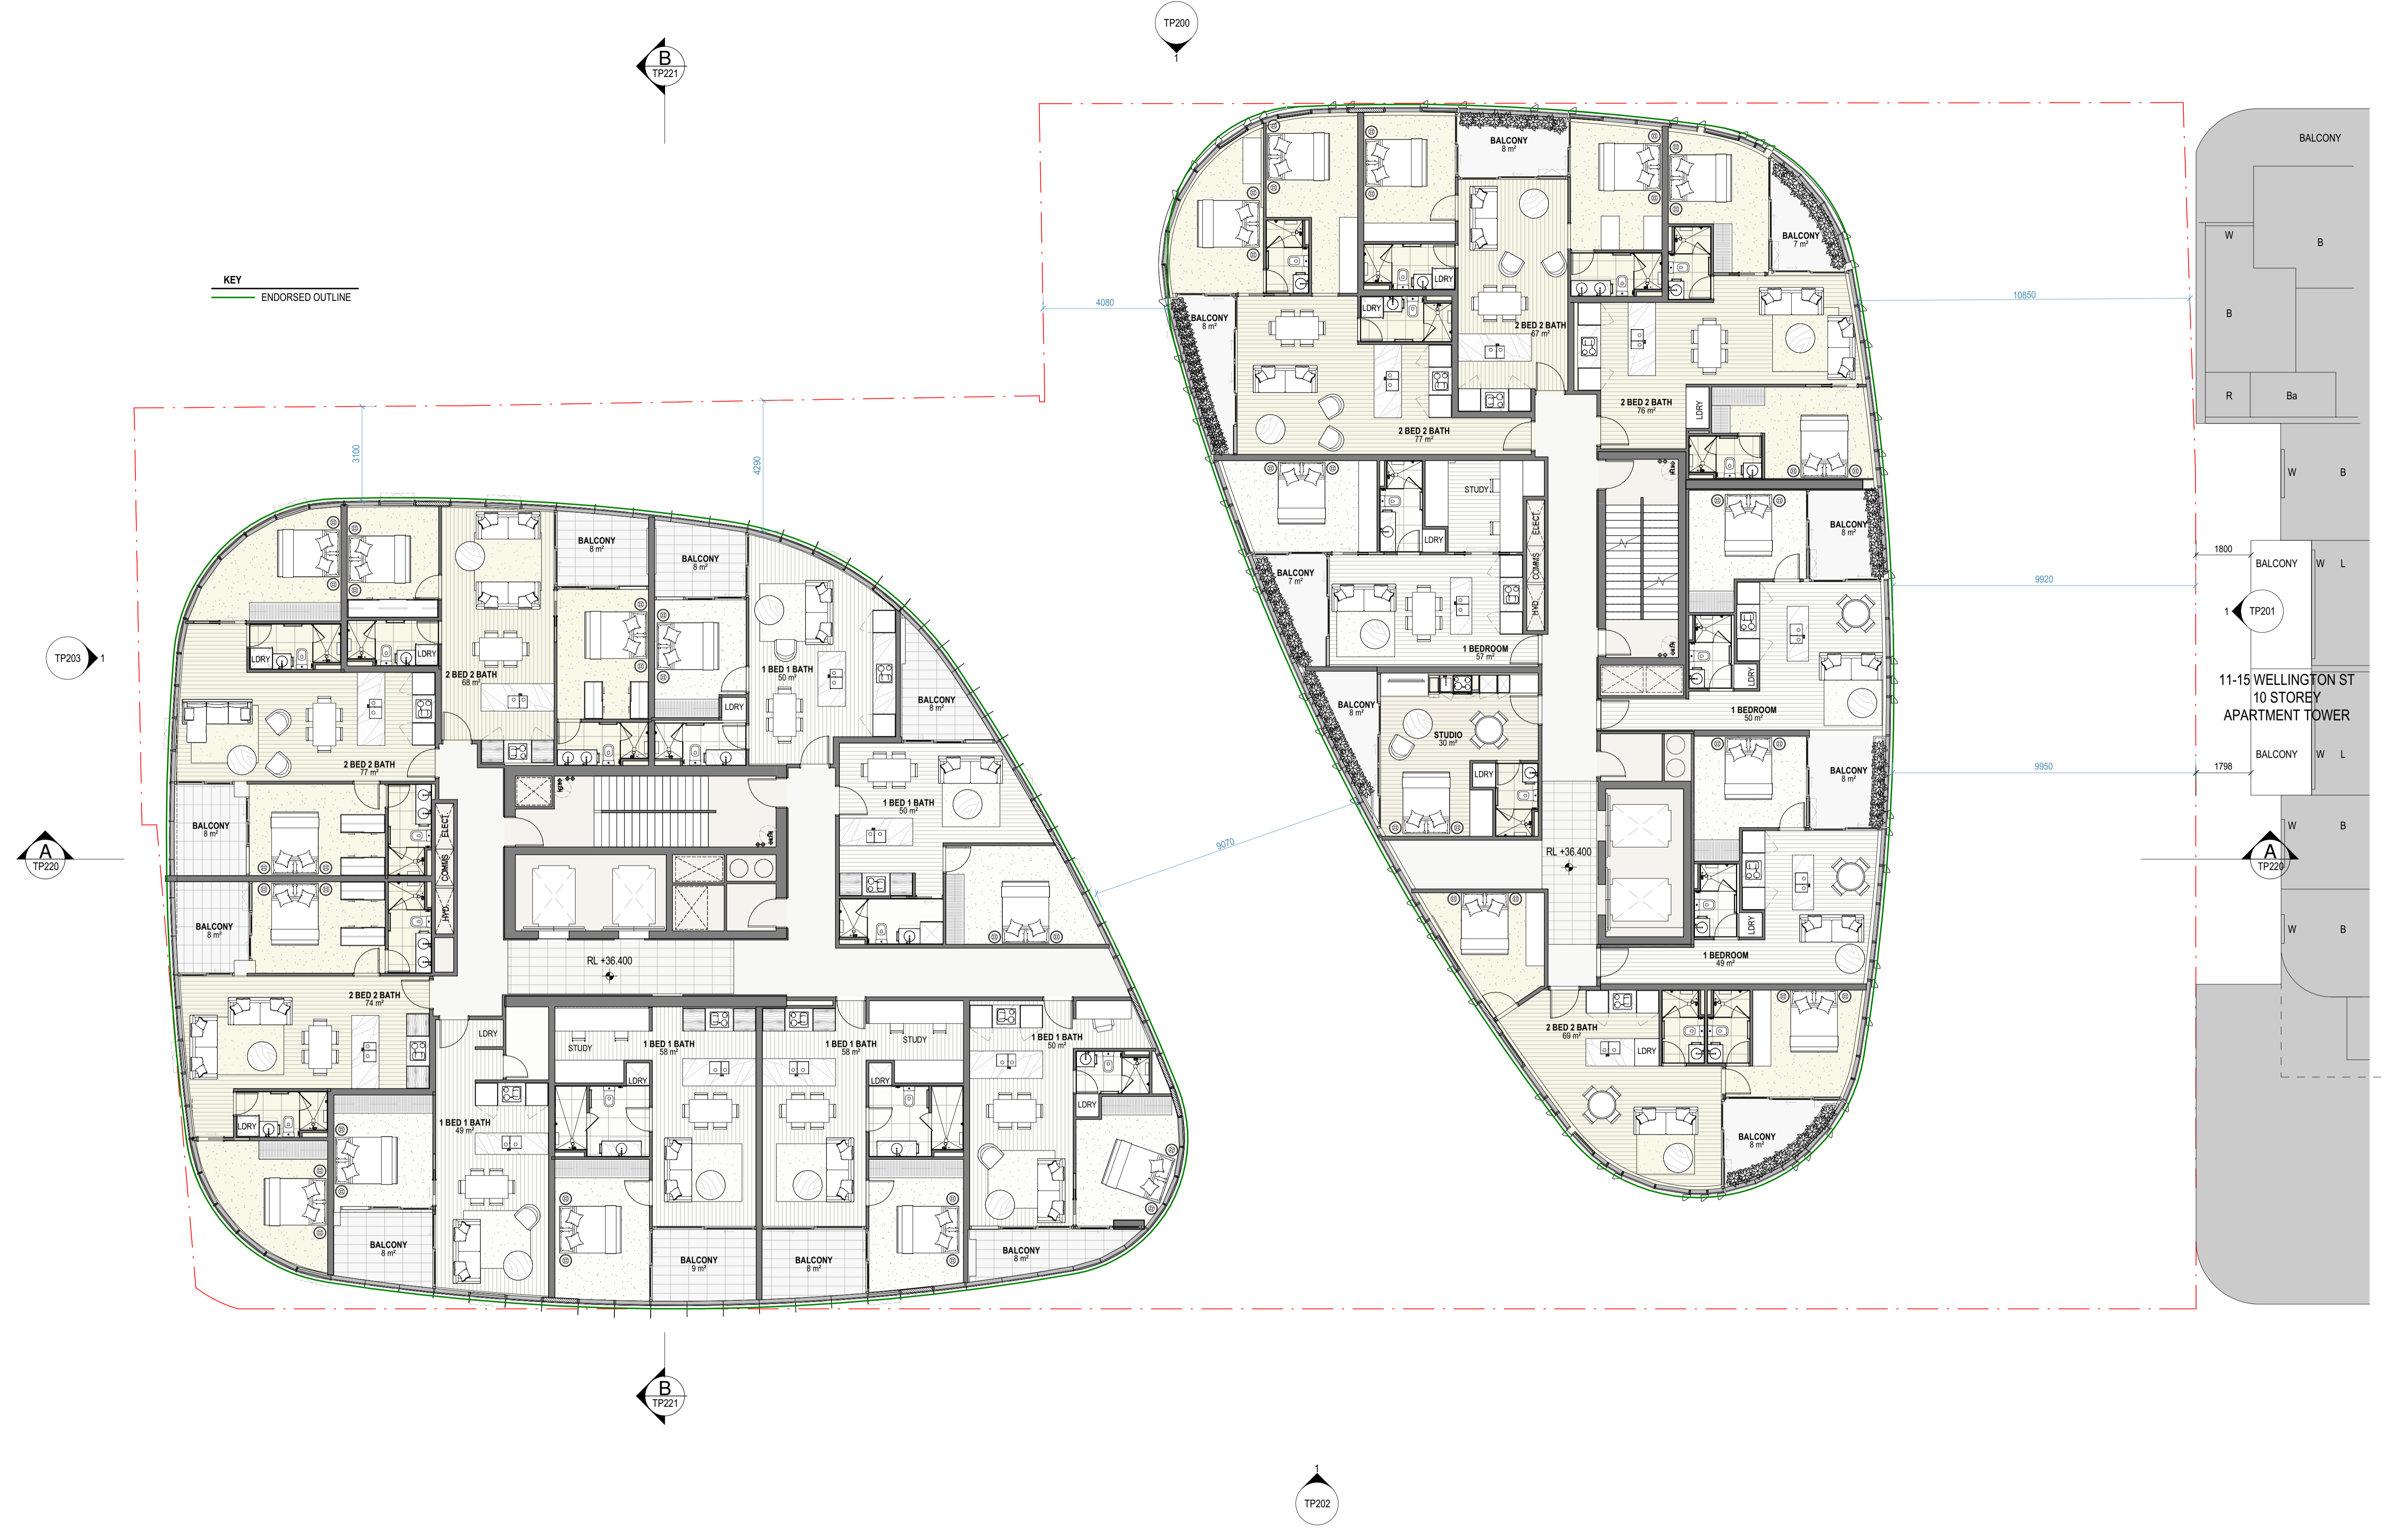 TP200
1
B
TP221
KEY
ENDORSED OUTLINE
BALCONY
8 m²
BALCONY
7 m²
LDRY
4080
10850
BALCONY
8 m²
LDRY
2 BED 2 BATH
67 m²
2 BED 2 BATH
76 m²
LDRY
2 BED 2 BATH
77 m²
STUDY
LDRY
ELECT
COMMS
HYD.
BALCONY
8 m²
BALCONY
7 m²
9920
1 BEDROOM
57 m²
LDRY
BALCONY
8 m²
STUDIO
30 m²
LDRY
1 BEDROOM
50 m²
BALCONY
8 m²
9950
RL +36.400
LDRY
1 BEDROOM
49 m²
2 BED 2 BATH
69 m²
LDRY
BALCONY
8 m²
9070
BALCONY
W
B
B
R
Ba
W
B
1800
BALCONY
W
L
1
TP201
11-15 WELLINGTON ST
10 STOREY
APARTMENT TOWER
BALCONY
W
L
1798
W
B
A
TP220
W
B
3100
4290
BALCONY
8 m²
BALCONY
8 m²
TP203
1
LDRY
LDRY
2 BED 2 BATH
68 m²
1 BED 1 BATH
50 m²
LDRY
BALCONY
8 m²
2 BED 2 BATH
77 m²
1 BED 1 BATH
50 m²
BALCONY
8 m²
ELECT
COMMS
HYD.
A
TP220
BALCONY
8 m²
RL +36.400
2 BED 2 BATH
74 m²
LDRY
STUDY
1 BED 1 BATH
58 m²
1 BED 1 BATH
58 m²
STUDY
1 BED 1 BATH
50 m²
LDRY
LDRY
LDRY
LDRY
1 BED 1 BATH
49 m²
BALCONY
8 m²
BALCONY
9 m²
BALCONY
8 m²
BALCONY
8 m²
B
TP221
1
TP202